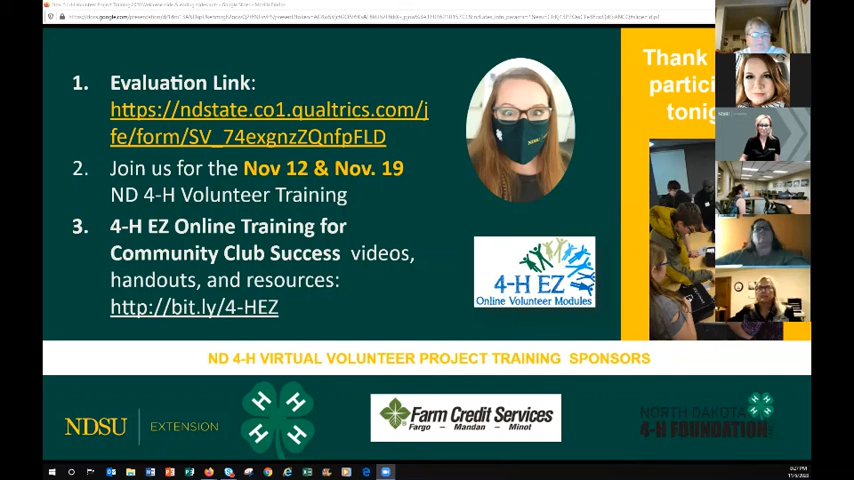 1. Evaluation Link:
https://ndstate.co1.qualtrics.com/j
fe/form/SV_74exgnzZQnfpFLD
2. Join us for the Nov 12 & Nov. 19
ND 4-H Volunteer Training
3. 4-H EZ Online Training for
Community Club Success videos,
handouts, and resources:
http://bit.ly/4-HEZ
NDSU
4-H EZ
Online Volunteer Modules
Thank
partici
tonig
ND 4-H VIRTUAL VOLUNTEER PROJECT TRAINING SPONSORS
NDSU EXTENSION
H H H H
Farm Credit Services
Fargo – Mandan – Minot
NORTH DAKOTA
4-H FOUNDATION